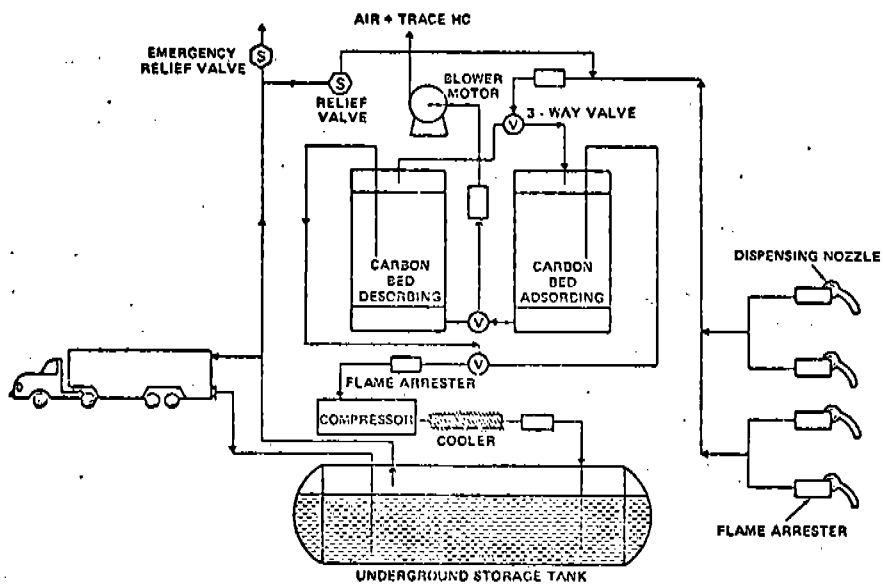 AIR + TRACE HC
EMERGENCY
RELIEF VALVE
S
S
RELIEF
VALVE
BLOWER
MOTOR
3 - WAY VALVE
V
DISPENSING NOZZLE
CARBON
BED
DESORBING
CARBON
BED
ADSORBING
V
V
FLAME ARRESTER
COMPRESSOR
COOLER
FLAME ARRESTER
UNDERGROUND STORAGE TANK